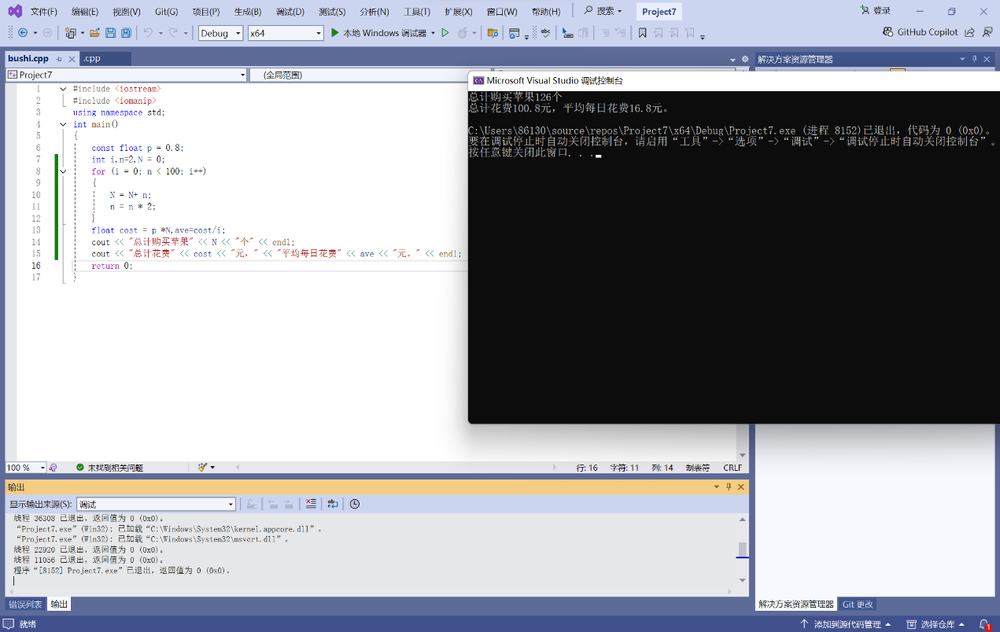 文件(F) 编辑(E) 视图(V) Git(G) 项目(P) 生成(B) 调试(D) 测试(S) 分析(N) 工具(T) 扩展(X) 窗口(W) 帮助(H) 搜索 Project7 登录
Debug x64 本地 Windows 调试器 GitHub Copilot
bushi.cpp .cpp
Project7 (全局范围)
1 #include <iostream>
2 #include <iomanip>
3 using namespace std;
4 int main()
5 {
6 const float p = 0.8;
7 int i,n=2,N = 0;
8 for (i = 0; n < 100; i++)
9 {
10 N = N+ n;
11 n = n * 2;
12 }
13 float cost = p *N,ave=cost/i;
14 cout << "总计购买苹果" << N << "个" << endl;
15 cout << "总计花费" << cost << "元，" << "平均每日花费" << ave << "元。" << endl;
16 return 0;
17 }
Microsoft Visual Studio 调试控制台
总计购买苹果126个
总计花费100.8元，平均每日花费16.8元。
C:\Users\86130\source\repos\Project7\x64\Debug\Project7.exe (进程 8152)已退出，代码为 0 (0x0)。
要在调试停止时自动关闭控制台，请启用“工具”->“选项”->“调试”->“调试停止时自动关闭控制台”。
按任意键关闭此窗口. . .
解决方案资源管理器
100 % 未找到相关问题 行: 16 字符: 11 列: 14 制表符 CRLF
输出
显示输出来源(S): 调试
线程 36308 已退出，返回值为 0 (0x0)。
“Project7.exe”(Win32): 已加载“C:\Windows\System32\kernel.appcore.dll”。
“Project7.exe”(Win32): 已加载“C:\Windows\System32\msvcrt.dll”。
线程 22920 已退出，返回值为 0 (0x0)。
线程 11056 已退出，返回值为 0 (0x0)。
程序“[8152] Project7.exe”已退出，返回值为 0 (0x0)。
错误列表 输出
解决方案资源管理器 Git 更改
就绪 添加到源代码管理 选择仓库 1